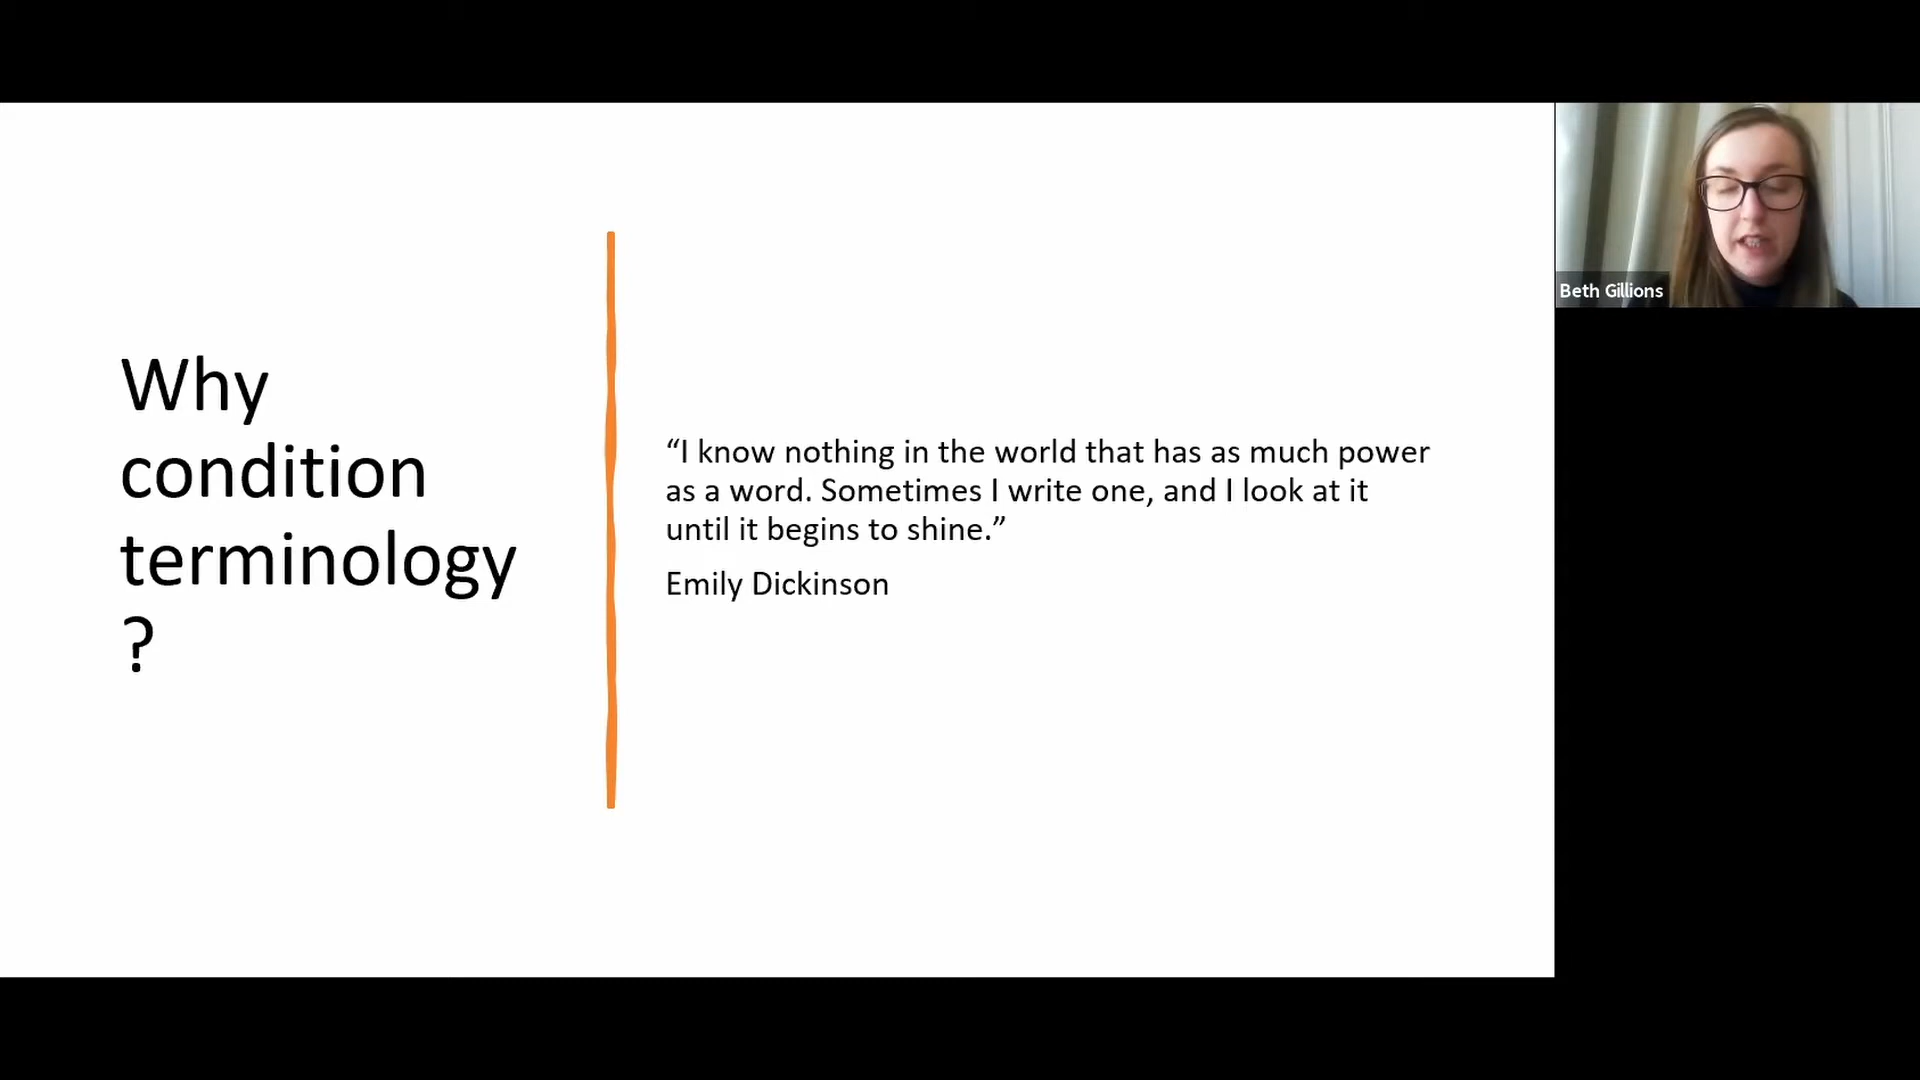 Why
condition
terminology
?
“I know nothing in the world that has as much power
as a word. Sometimes I write one, and I look at it
until it begins to shine.”
Emily Dickinson
Beth Gillions